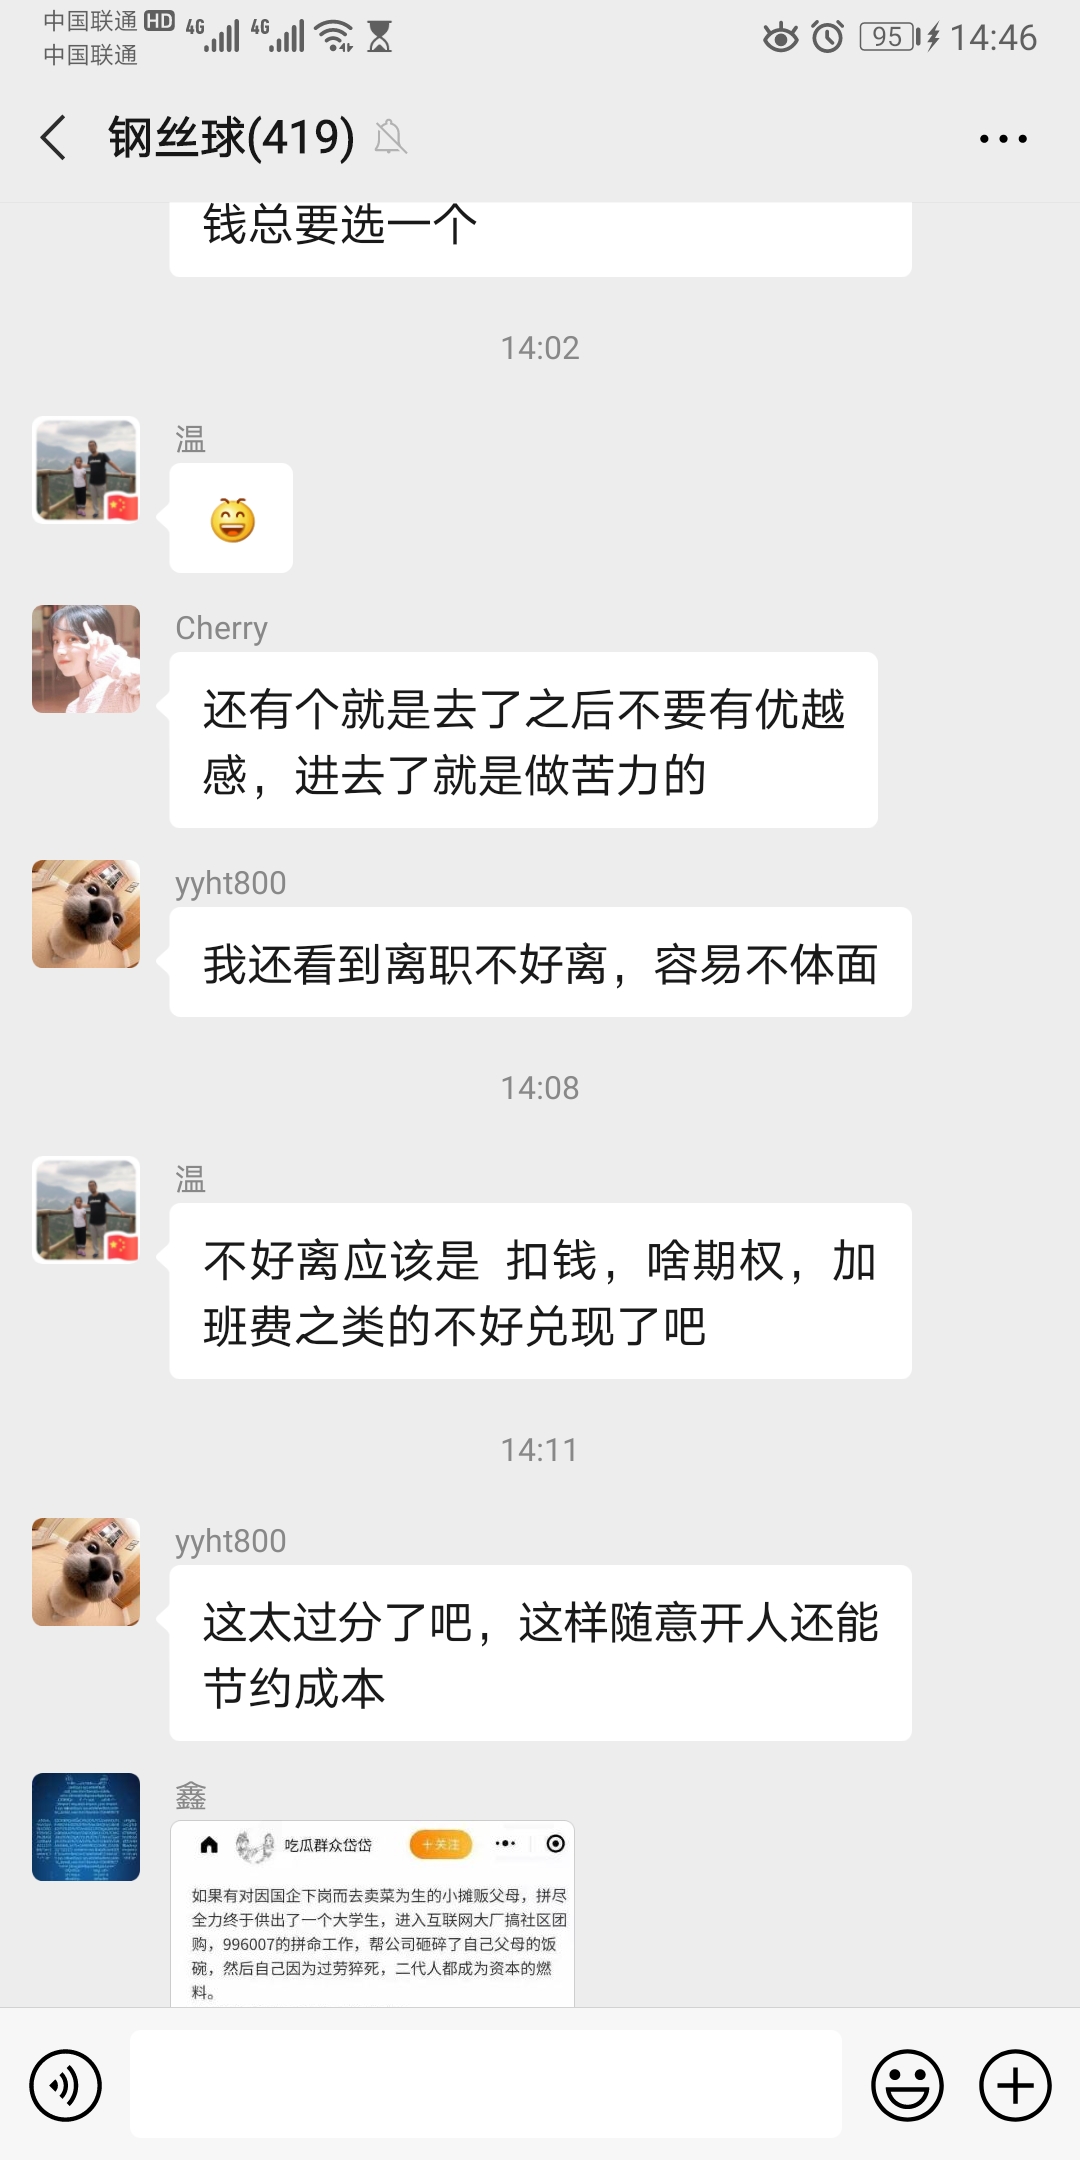 中国联通 HD 4G 4G 95 14:46
中国联通
钢丝球(419)
钱总要选一个
14:02
温
Cherry
还有个就是去了之后不要有优越
感，进去了就是做苦力的
yyht800
我还看到离职不好离，容易不体面
14:08
温
不好离应该是 扣钱，啥期权，加
班费之类的不好兑现了吧
14:11
yyht800
这太过分了吧，这样随意开人还能
节约成本
鑫
吃瓜群众岱岱 +关注
如果有对因国企下岗而去卖菜为生的小摊贩父母，拼尽
全力终于供出了一个大学生，进入互联网大厂搞社区团
购，996007的拼命工作，帮公司砸碎了自己父母的饭
碗，然后自己因为过劳猝死，二代人都成为资本的燃
料。